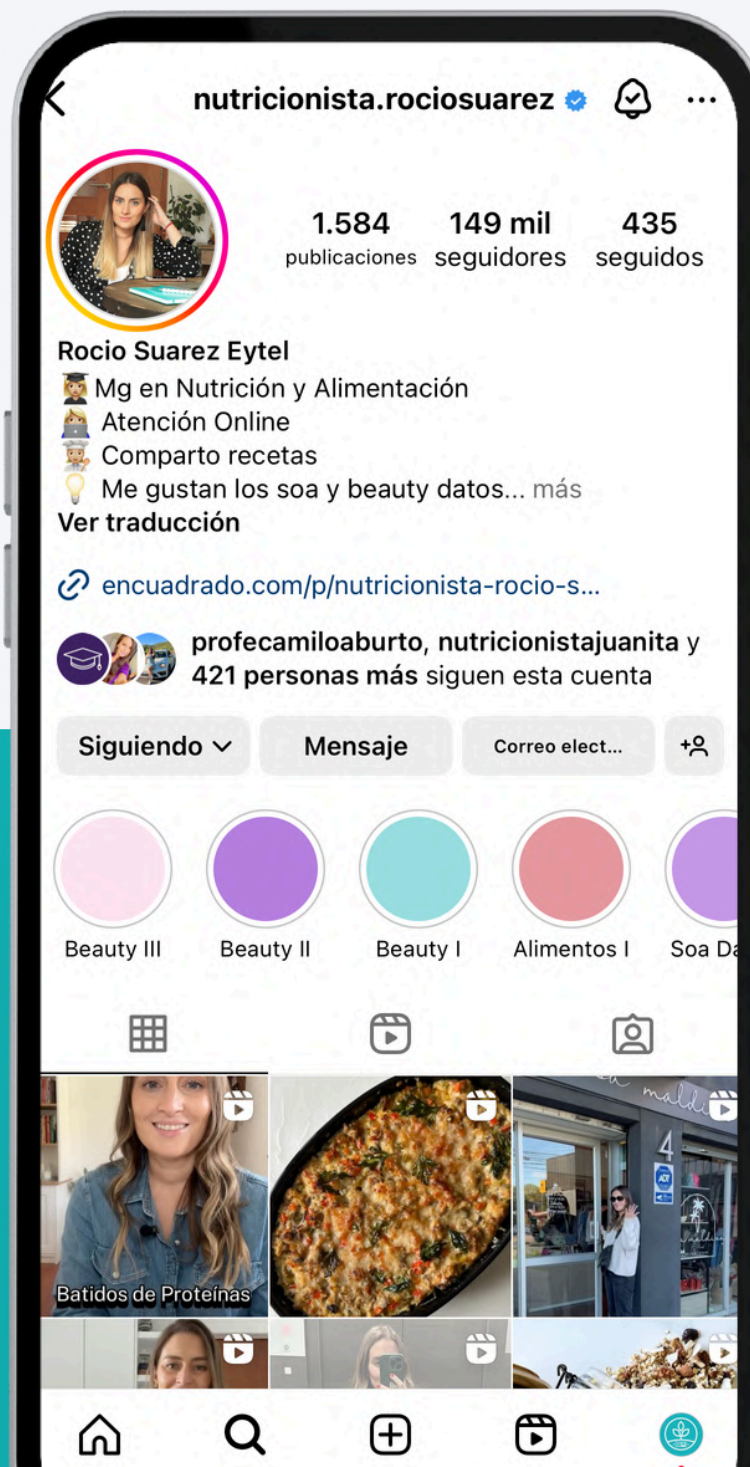 nutricionista.rociosuarez
1.584 149 mil 435
publicaciones seguidores seguidos
Rocio Suarez Eytel
Mg en Nutrición y Alimentación
Atención Online
Comparto recetas
Me gustan los soa y beauty datos... más
Ver traducción
encuadrado.com/p/nutricionista-rocio-s...
profecamiloaburto, nutricionistajuanita y
421 personas más siguen esta cuenta
Siguiendo Mensaje Correo elect...
Beauty III Beauty II Beauty I Alimentos I Soa Da
maldi
4
ADT
Batidos de Proteínas